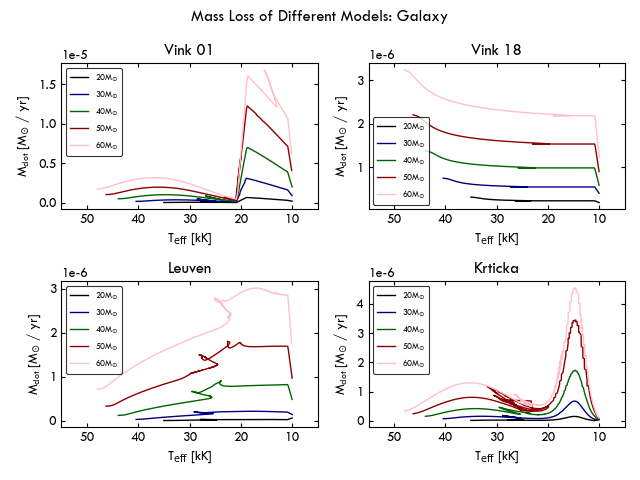 Mass Loss of Different Models: Galaxy
Vink 01
1e-5
Ṁdot [M⊙ / yr]
1.5
1.0
0.5
0.0
20M⊙
30M⊙
40M⊙
50M⊙
60M⊙
50 40 30 20 10
Teff [kK]
Vink 18
1e-6
Mdot [M⊙ / yr]
3
2
1
20M⊙
30M⊙
40M⊙
50M⊙
60M⊙
50 40 30 20 10
Teff [kK]
Leuven
1e-6
Mdot [M⊙ / yr]
3
2
1
0
20M⊙
30M⊙
40M⊙
50M⊙
60M⊙
50 40 30 20 10
Teff [kK]
Krticka
1e-6
Mdot [M⊙ / yr]
4
3
2
1
0
20M⊙
30M⊙
40M⊙
50M⊙
60M⊙
50 40 30 20 10
Teff [kK]